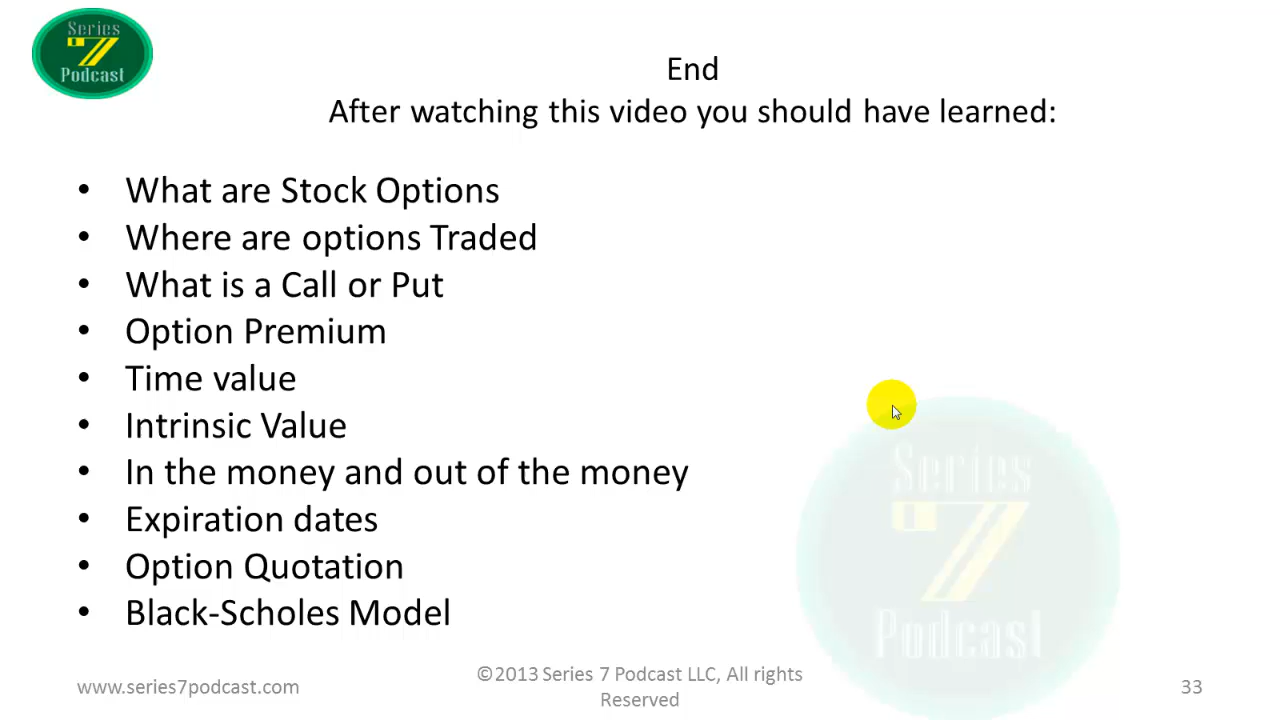 Series
7
Podcast
End
After watching this video you should have learned:
• What are Stock Options
• Where are options Traded
• What is a Call or Put
• Option Premium
• Time value
• Intrinsic Value
• In the money and out of the money
• Expiration dates
• Option Quotation
• Black-Scholes Model
Series
7
Podcast
www.series7podcast.com
©2013 Series 7 Podcast LLC, All rights
Reserved
33